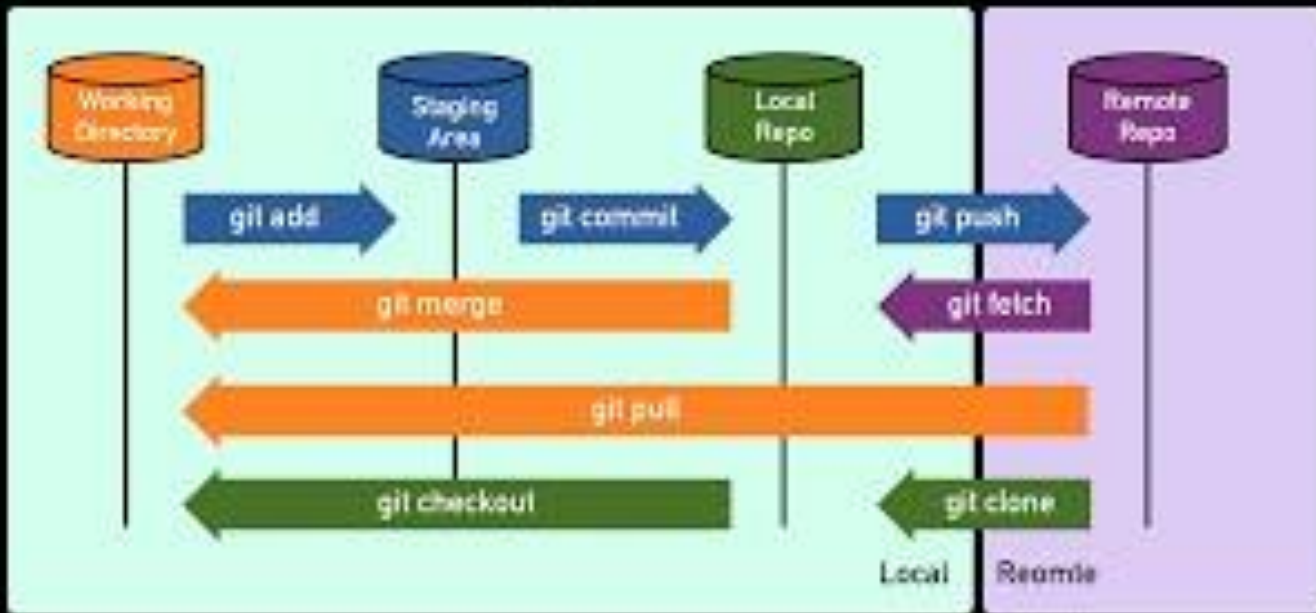 Working
Directory
Staging
Area
Local
Repo
Remote
Repo
git add
git commit
git push
git merge
git fetch
git pull
git checkout
git clone
Local
Reomte